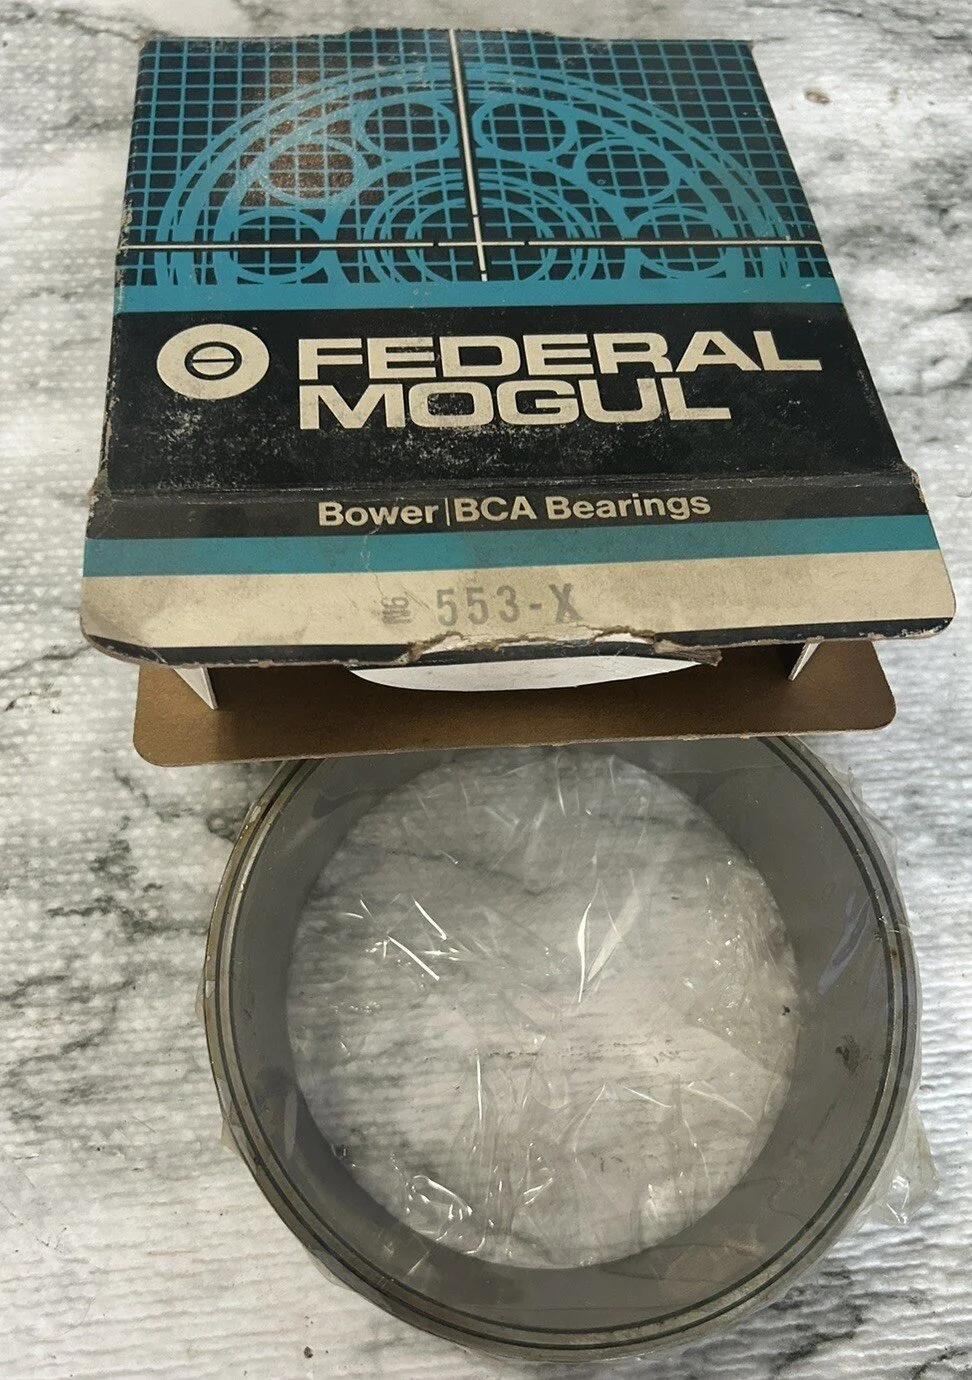 FEDERAL
MOGUL
Bower|BCA Bearings
553-X